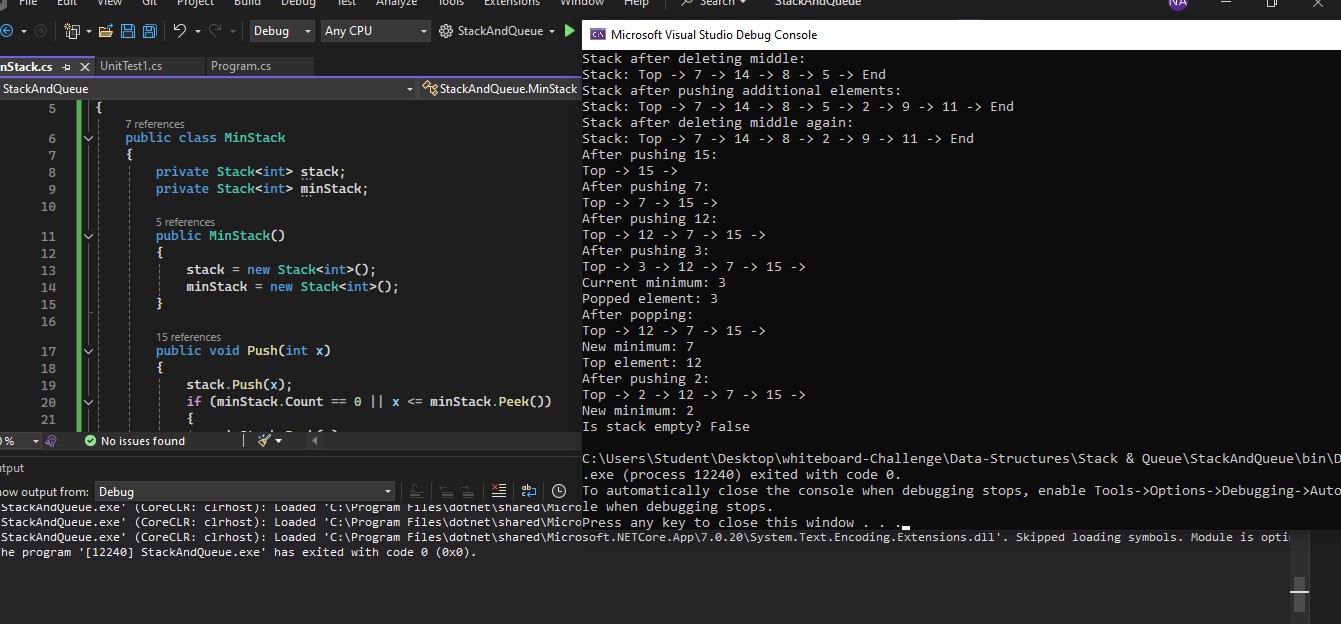 File Edit View Git Project Build Debug Test Analyze Tools Extensions Window Help Search StackAndQueue NA
Debug Any CPU StackAndQueue
nStack.cs UnitTest1.cs Program.cs
StackAndQueue StackAndQueue.MinStack
5 {
7 references
6 public class MinStack
7 {
8 private Stack<int> stack;
9 private Stack<int> minStack;
10
5 references
11 public MinStack()
12 {
13 stack = new Stack<int>();
14 minStack = new Stack<int>();
15 }
16
15 references
17 public void Push(int x)
18 {
19 stack.Push(x);
20 if (minStack.Count == 0 || x <= minStack.Peek())
21 {
0 % No issues found
tput
ow output from: Debug
StackAndQueue.exe' (CoreCLR: clrhost): Loaded 'C:\Program Files\dotnet\shared\Micro
StackAndQueue.exe' (CoreCLR: clrhost): Loaded 'C:\Program Files\dotnet\shared\Micro
StackAndQueue.exe' (CoreCLR: clrhost): Loaded 'C:\Program Files\dotnet\shared\Microsoft.NETCore.App\7.0.20\System.Text.Encoding.Extensions.dll'. Skipped loading symbols. Module is opti
he program '[12240] StackAndQueue.exe' has exited with code 0 (0x0).
Microsoft Visual Studio Debug Console
Stack after deleting middle:
Stack: Top -> 7 -> 14 -> 8 -> 5 -> End
Stack after pushing additional elements:
Stack: Top -> 7 -> 14 -> 8 -> 5 -> 2 -> 9 -> 11 -> End
Stack after deleting middle again:
Stack: Top -> 7 -> 14 -> 8 -> 2 -> 9 -> 11 -> End
After pushing 15:
Top -> 15 ->
After pushing 7:
Top -> 7 -> 15 ->
After pushing 12:
Top -> 12 -> 7 -> 15 ->
After pushing 3:
Top -> 3 -> 12 -> 7 -> 15 ->
Current minimum: 3
Popped element: 3
After popping:
Top -> 12 -> 7 -> 15 ->
New minimum: 7
Top element: 12
After pushing 2:
Top -> 2 -> 12 -> 7 -> 15 ->
New minimum: 2
Is stack empty? False
C:\Users\Student\Desktop\whiteboard-Challenge\Data-Structures\Stack & Queue\StackAndQueue\bin\D
.exe (process 12240) exited with code 0.
To automatically close the console when debugging stops, enable Tools->Options->Debugging->Auto
le when debugging stops.
Press any key to close this window . . .